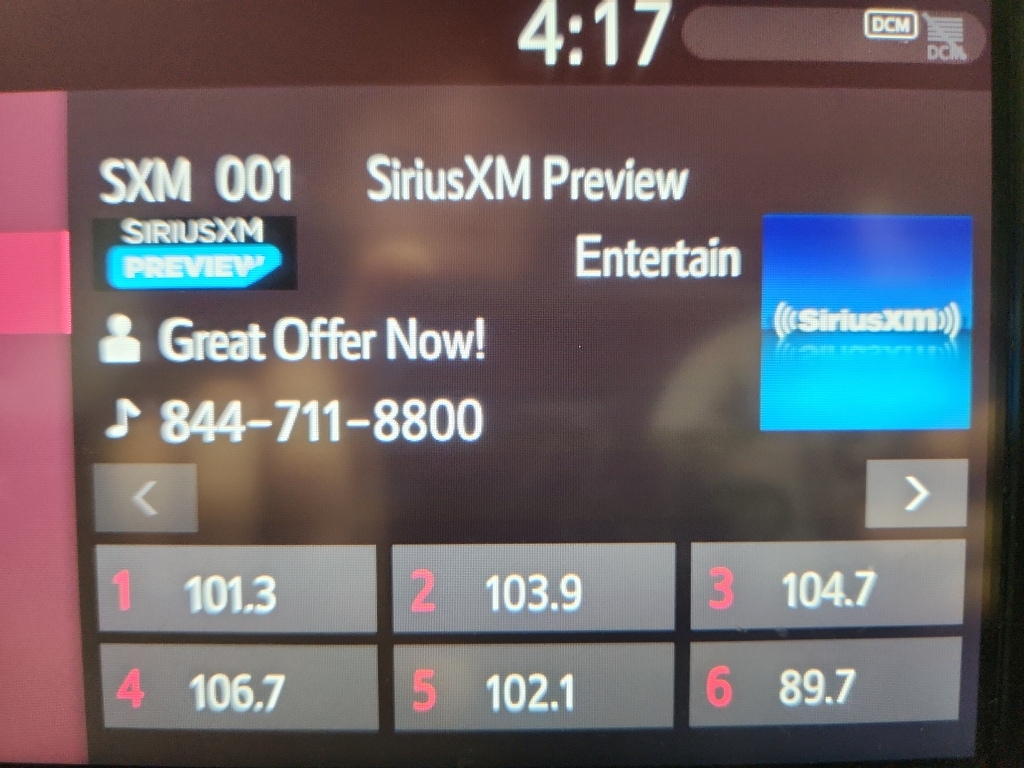 4:17 DCM
DCM
SXM 001 SiriusXM Preview
SIRIUSXM
PREVIEW
Entertain
((SiriusXM))
Great Offer Now!
844-711-8800
< >
1 101.3 2 103.9 3 104.7
4 106.7 5 102.1 6 89.7